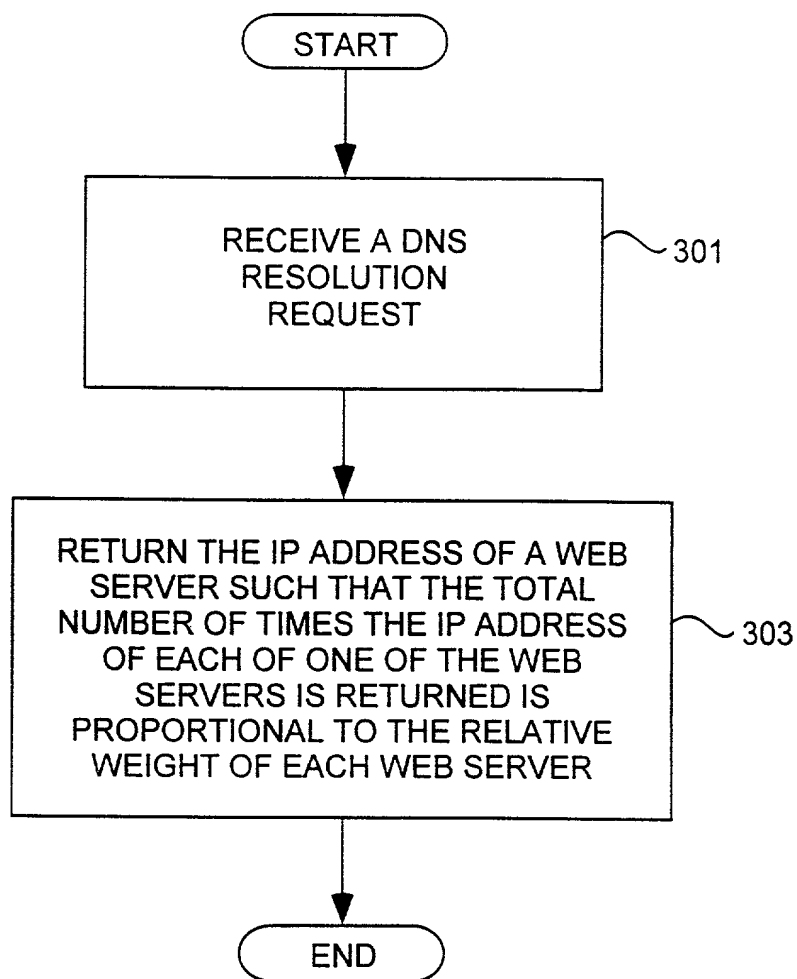 START
RECEIVE A DNS
RESOLUTION
REQUEST
301
RETURN THE IP ADDRESS OF A WEB
SERVER SUCH THAT THE TOTAL
NUMBER OF TIMES THE IP ADDRESS
OF EACH OF ONE OF THE WEB
SERVERS IS RETURNED IS
PROPORTIONAL TO THE RELATIVE
WEIGHT OF EACH WEB SERVER
303
END